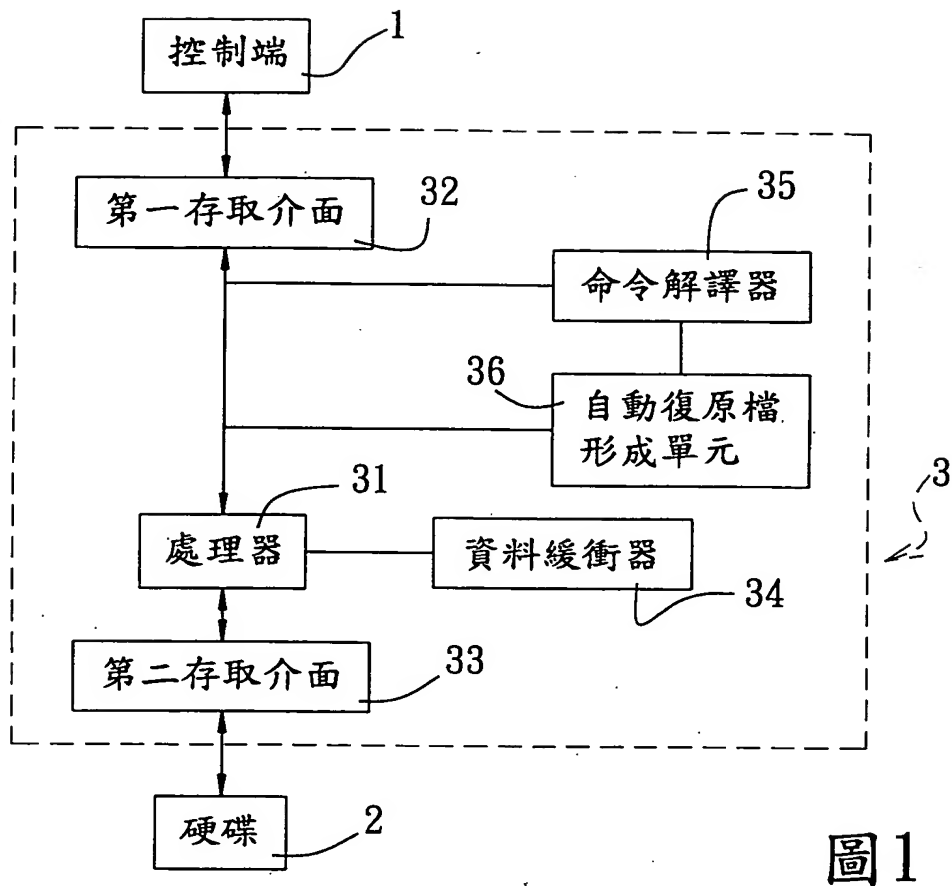 控制端
1
第一存取介面
32
35
命令解譯器
36
自動復原檔
形成單元
3
31
處理器
資料緩衝器
34
第二存取介面
33
硬碟
2
圖1